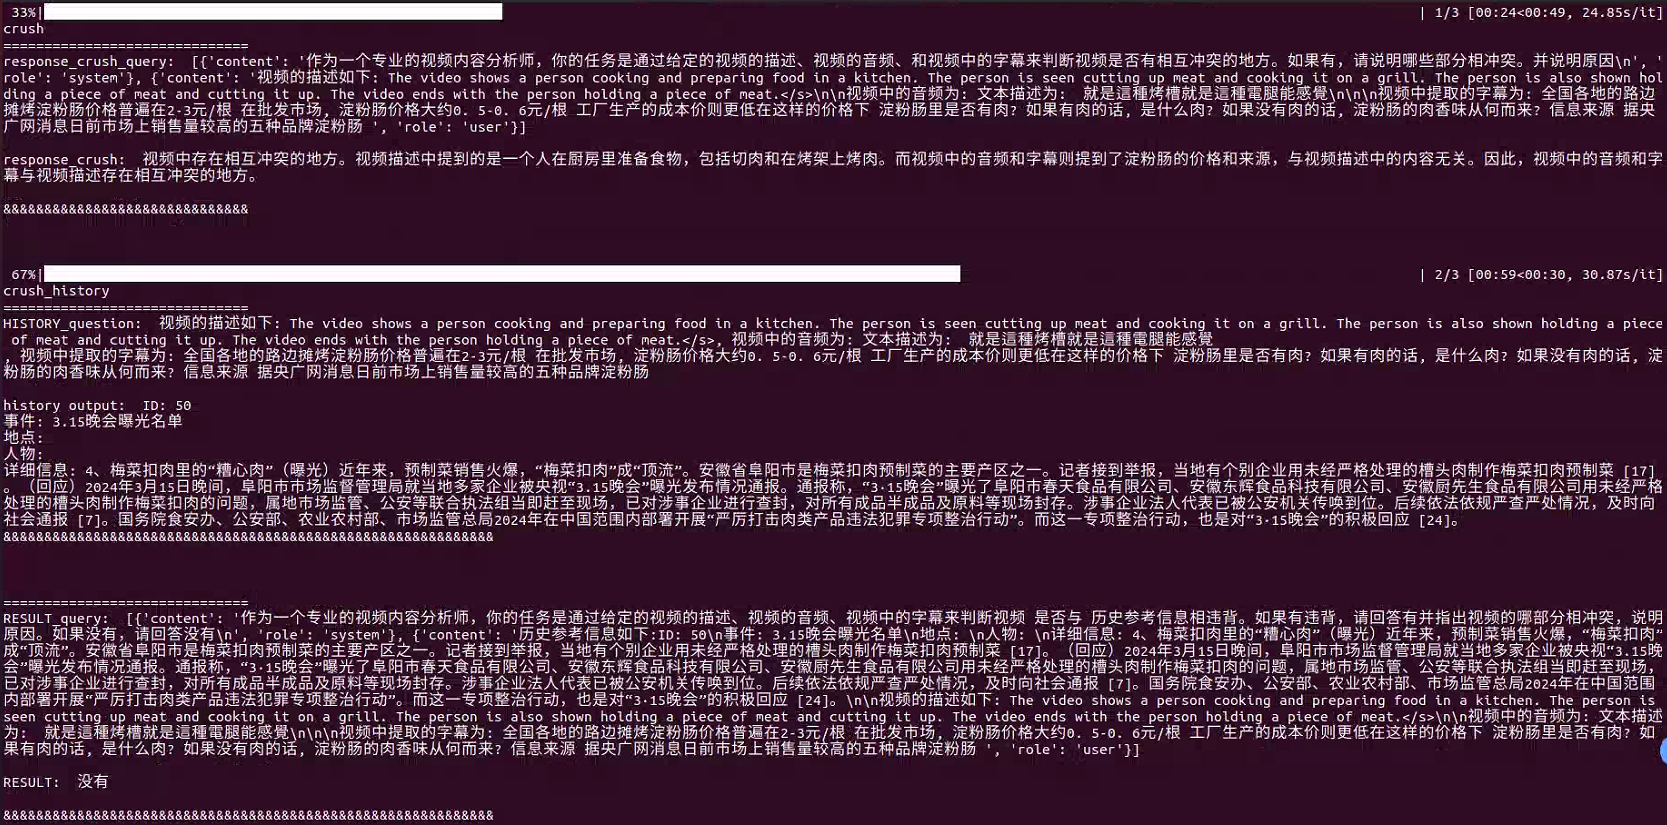 33%| | 1/3 [00:24<00:49, 24.85s/it]
crush
==============================
response_crush_query:  [{'content': '作为一个专业的视频内容分析师，你的任务是通过给定的视频的描述、视频的音频、和视频中的字幕来判断视频是否有相互冲突的地方。如果有，请说明哪些部分相冲突。并说明原因\n', '
role': 'system'}, {'content': '视频的描述如下: The video shows a person cooking and preparing food in a kitchen. The person is seen cutting up meat and cooking it on a grill. The person is also shown hol
ding a piece of meat and cutting it up. The video ends with the person holding a piece of meat.</s>\n\n视频中的音频为: 文本描述为:  就是這種烤槽就是這種電腿能感覺\n\n\n视频中提取的字幕为: 全国各地的路边
摊烤淀粉肠价格普遍在2-3元/根 在批发市场, 淀粉肠价格大约0. 5-0. 6元/根 工厂生产的成本价则更低在这样的价格下 淀粉肠里是否有肉? 如果有肉的话, 是什么肉? 如果没有肉的话, 淀粉肠的肉香味从何而来? 信息来源 据央
广网消息日前市场上销售量较高的五种品牌淀粉肠 ', 'role': 'user'}]
response_crush:  视频中存在相互冲突的地方。视频描述中提到的是一个人在厨房里准备食物，包括切肉和在烤架上烤肉。而视频中的音频和字幕则提到了淀粉肠的价格和来源，与视频描述中的内容无关。因此，视频中的音频和字
幕与视频描述存在相互冲突的地方。
&&&&&&&&&&&&&&&&&&&&&&&&&&&&&&
67%| | 2/3 [00:59<00:30, 30.87s/it]
crush_history
==============================
HISTORY_question:  视频的描述如下: The video shows a person cooking and preparing food in a kitchen. The person is seen cutting up meat and cooking it on a grill. The person is also shown holding a piece
of meat and cutting it up. The video ends with the person holding a piece of meat.</s>, 视频中的音频为: 文本描述为:  就是這種烤槽就是這種電腿能感覺
, 视频中提取的字幕为: 全国各地的路边摊烤淀粉肠价格普遍在2-3元/根 在批发市场, 淀粉肠价格大约0. 5-0. 6元/根 工厂生产的成本价则更低在这样的价格下 淀粉肠里是否有肉? 如果有肉的话, 是什么肉? 如果没有肉的话, 淀
粉肠的肉香味从何而来? 信息来源 据央广网消息日前市场上销售量较高的五种品牌淀粉肠
history output:  ID: 50
事件: 3.15晚会曝光名单
地点:
人物:
详细信息: 4、梅菜扣肉里的“糟心肉”（曝光）近年来，预制菜销售火爆，“梅菜扣肉”成“顶流”。安徽省阜阳市是梅菜扣肉预制菜的主要产区之一。记者接到举报，当地有个别企业用未经严格处理的槽头肉制作梅菜扣肉预制菜 [17]
。（回应）2024年3月15日晚间，阜阳市市场监督管理局就当地多家企业被央视“3.15晚会”曝光发布情况通报。通报称，“3·15晚会”曝光了阜阳市春天食品有限公司、安徽东辉食品科技有限公司、安徽厨先生食品有限公司用未经严格
处理的槽头肉制作梅菜扣肉的问题，属地市场监管、公安等联合执法组当即赶至现场，已对涉事企业进行查封，对所有成品半成品及原料等现场封存。涉事企业法人代表已被公安机关传唤到位。后续依法依规严查严处情况，及时向
社会通报 [7]。国务院食安办、公安部、农业农村部、市场监管总局2024年在中国范围内部署开展“严厉打击肉类产品违法犯罪专项整治行动”。而这一专项整治行动，也是对“3·15晚会”的积极回应 [24]。
&&&&&&&&&&&&&&&&&&&&&&&&&&&&&&&&&&&&&&&&&&&&&&&&&&&&&&&&&&&&
==============================
RESULT_query:  [{'content': '作为一个专业的视频内容分析师，你的任务是通过给定的视频的描述、视频的音频、视频中的字幕来判断视频 是否与 历史参考信息相违背。如果有违背，请回答有并指出视频的哪部分相冲突，说明
原因。如果没有，请回答没有\n', 'role': 'system'}, {'content': '历史参考信息如下:ID: 50\n事件: 3.15晚会曝光名单\n地点: \n人物: \n详细信息: 4、梅菜扣肉里的“糟心肉”（曝光）近年来，预制菜销售火爆，“梅菜扣肉”
成“顶流”。安徽省阜阳市是梅菜扣肉预制菜的主要产区之一。记者接到举报，当地有个别企业用未经严格处理的槽头肉制作梅菜扣肉预制菜 [17]。（回应）2024年3月15日晚间，阜阳市市场监督管理局就当地多家企业被央视“3.15晚
会”曝光发布情况通报。通报称，“3·15晚会”曝光了阜阳市春天食品有限公司、安徽东辉食品科技有限公司、安徽厨先生食品有限公司用未经严格处理的槽头肉制作梅菜扣肉的问题，属地市场监管、公安等联合执法组当即赶至现场，
已对涉事企业进行查封，对所有成品半成品及原料等现场封存。涉事企业法人代表已被公安机关传唤到位。后续依法依规严查严处情况，及时向社会通报 [7]。国务院食安办、公安部、农业农村部、市场监管总局2024年在中国范围
内部署开展“严厉打击肉类产品违法犯罪专项整治行动”。而这一专项整治行动，也是对“3·15晚会”的积极回应 [24]。\n\n视频的描述如下: The video shows a person cooking and preparing food in a kitchen. The person is
seen cutting up meat and cooking it on a grill. The person is also shown holding a piece of meat and cutting it up. The video ends with the person holding a piece of meat.</s>\n\n视频中的音频为: 文本描述
为:  就是這種烤槽就是這種電腿能感覺\n\n\n视频中提取的字幕为: 全国各地的路边摊烤淀粉肠价格普遍在2-3元/根 在批发市场, 淀粉肠价格大约0. 5-0. 6元/根 工厂生产的成本价则更低在这样的价格下 淀粉肠里是否有肉? 如
果有肉的话, 是什么肉? 如果没有肉的话, 淀粉肠的肉香味从何而来? 信息来源 据央广网消息日前市场上销售量较高的五种品牌淀粉肠 ', 'role': 'user'}]
RESULT:  没有
&&&&&&&&&&&&&&&&&&&&&&&&&&&&&&&&&&&&&&&&&&&&&&&&&&&&&&&&&&&&